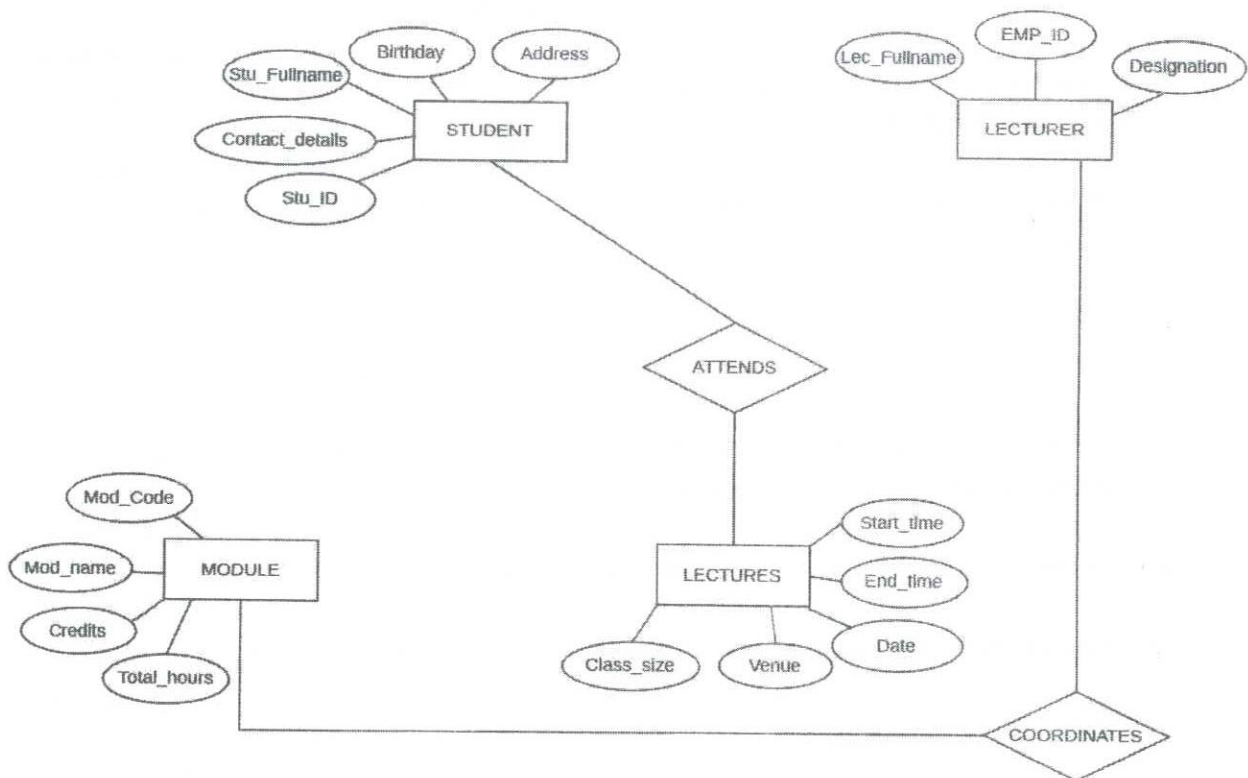 Birthday
Address
Stu_Fullname
STUDENT
Contact_details
Stu_ID
EMP_ID
Lec_Fullname
Designation
LECTURER
ATTENDS
Mod_Code
Mod_name
MODULE
Credits
Total_hours
Start_time
LECTURES
End_time
Date
Class_size
Venue
COORDINATES